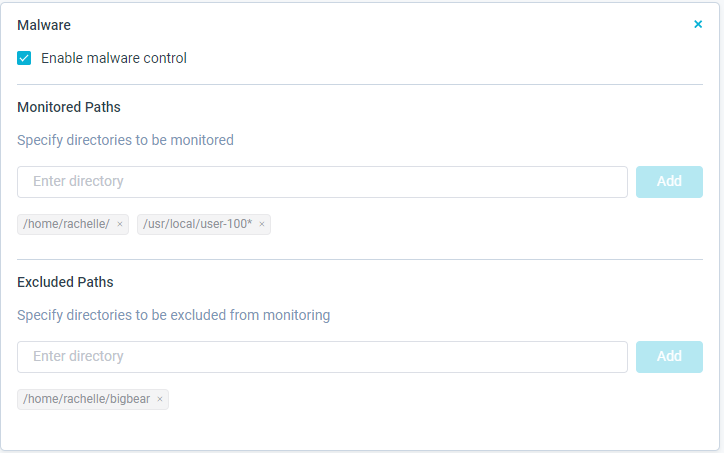 Malware
Enable malware control
Monitored Paths
Specify directories to be monitored
Enter directory
Add
/home/rachelle/ ×
/usr/local/user-100* ×
Excluded Paths
Specify directories to be excluded from monitoring
Enter directory
Add
/home/rachelle/bigbear ×